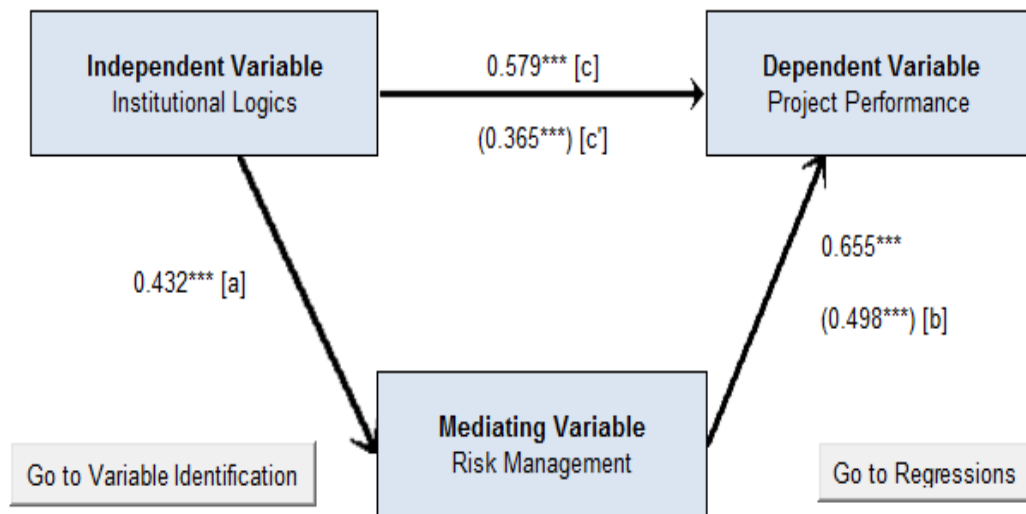 Independent Variable
Institutional Logics
0.579*** [c]
(0.365***) [c']
Dependent Variable
Project Performance
0.432*** [a]
0.655***
(0.498***) [b]
Mediating Variable
Risk Management
Go to Variable Identification
Go to Regressions